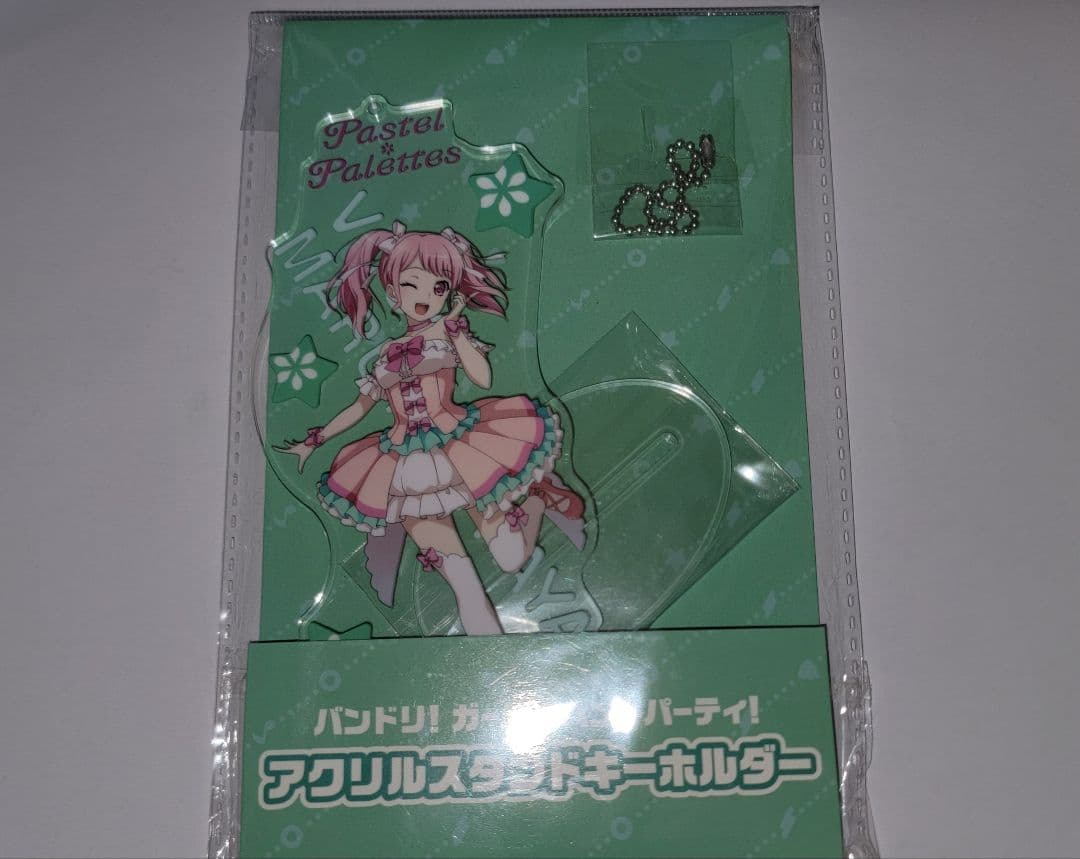 Pastel
Palettes
バンドリ! ガ パーティ!
アクリルスタンドキーホルダー